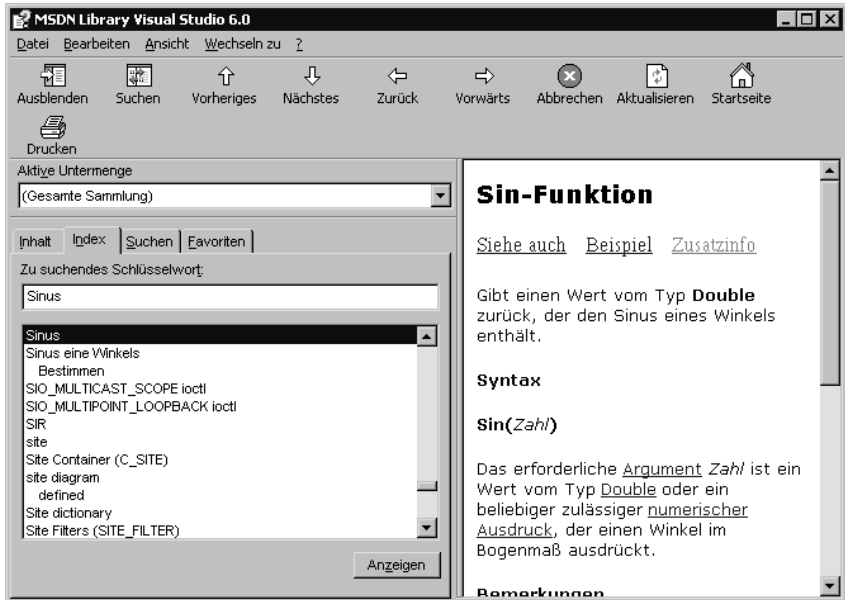 MSDN Library Visual Studio 6.0
Datei Bearbeiten Ansicht Wechseln zu ?
Ausblenden Suchen Vorheriges Nächstes Zurück Vorwärts Abbrechen Aktualisieren Startseite
Drucken
Aktive Untermenge
(Gesamte Sammlung)
Inhalt Index Suchen Favoriten
Zu suchendes Schlüsselwort:
Sinus
Sinus
Sinus eine Winkels
Bestimmen
SIO_MULTICAST_SCOPE ioctl
SIO_MULTIPOINT_LOOPBACK ioctl
SIR
site
Site Container (C_SITE)
site diagram
defined
Site dictionary
Site Filters (SITE_FILTER)
Anzeigen
Sin-Funktion
Siehe auch Beispiel Zusatzinfo
Gibt einen Wert vom Typ Double
zurück, der den Sinus eines Winkels
enthält.
Syntax
Sin(Zahl)
Das erforderliche Argument Zahl ist ein
Wert vom Typ Double oder ein
beliebiger zulässiger numerischer
Ausdruck, der einen Winkel im
Bogenmaß ausdrückt.
Bemerkungen